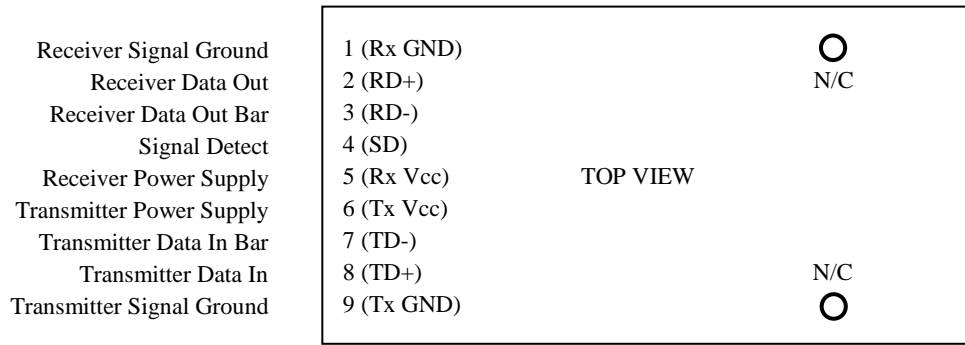 Receiver Signal Ground 1 (Rx GND)
Receiver Data Out 2 (RD+) N/C
Receiver Data Out Bar 3 (RD-)
Signal Detect 4 (SD)
Receiver Power Supply 5 (Rx Vcc) TOP VIEW
Transmitter Power Supply 6 (Tx Vcc)
Transmitter Data In Bar 7 (TD-)
Transmitter Data In 8 (TD+) N/C
Transmitter Signal Ground 9 (Tx GND)